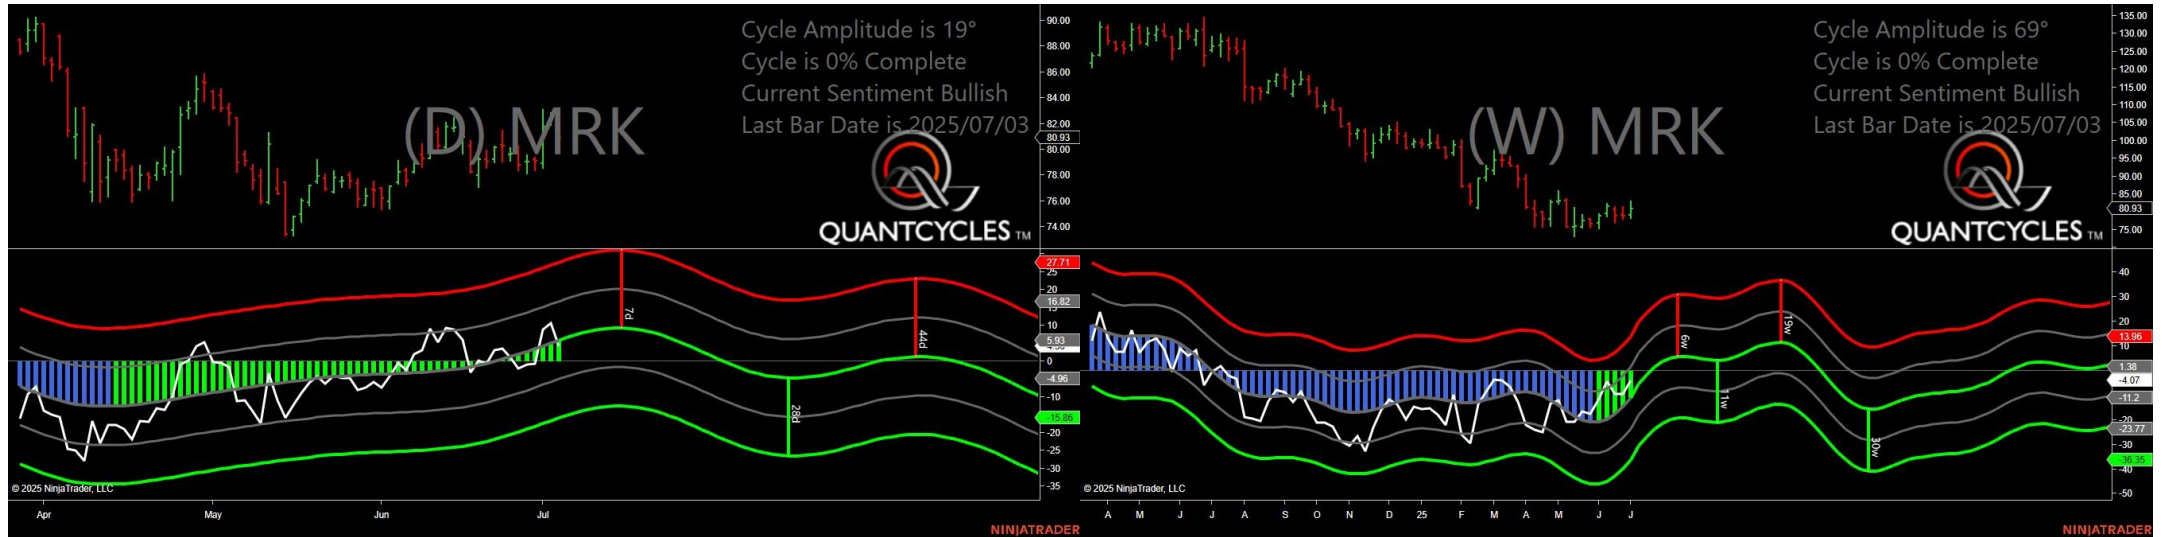 Cycle Amplitude is 19°
Cycle is 0% Complete
Current Sentiment Bullish
Last Bar Date is 2025/07/03
(D) MRK
QUANTCYCLES TM
90.00
88.00
86.00
84.00
82.00
80.93
80.00
78.00
76.00
74.00
27.71
25
20
16.82
15
10
5.93
0
-4.96
-10
-15.86
-20
-25
-30
-35
7d
28d
44d
© 2025 NinjaTrader, LLC
Apr May Jun Jul
NINJATRADER
Cycle Amplitude is 69°
Cycle is 0% Complete
Current Sentiment Bullish
Last Bar Date is 2025/07/03
(W) MRK
QUANTCYCLES TM
135.00
130.00
125.00
120.00
115.00
110.00
105.00
100.00
95.00
90.00
85.00
80.93
75.00
40
30
20
13.96
10
1.38
-4.07
-11.2
-20
-23.77
-30
-36.35
-40
-50
6w
11w
19w
30w
© 2025 NinjaTrader, LLC
A M J J A S O N D 25 F M A M J J
NINJATRADER